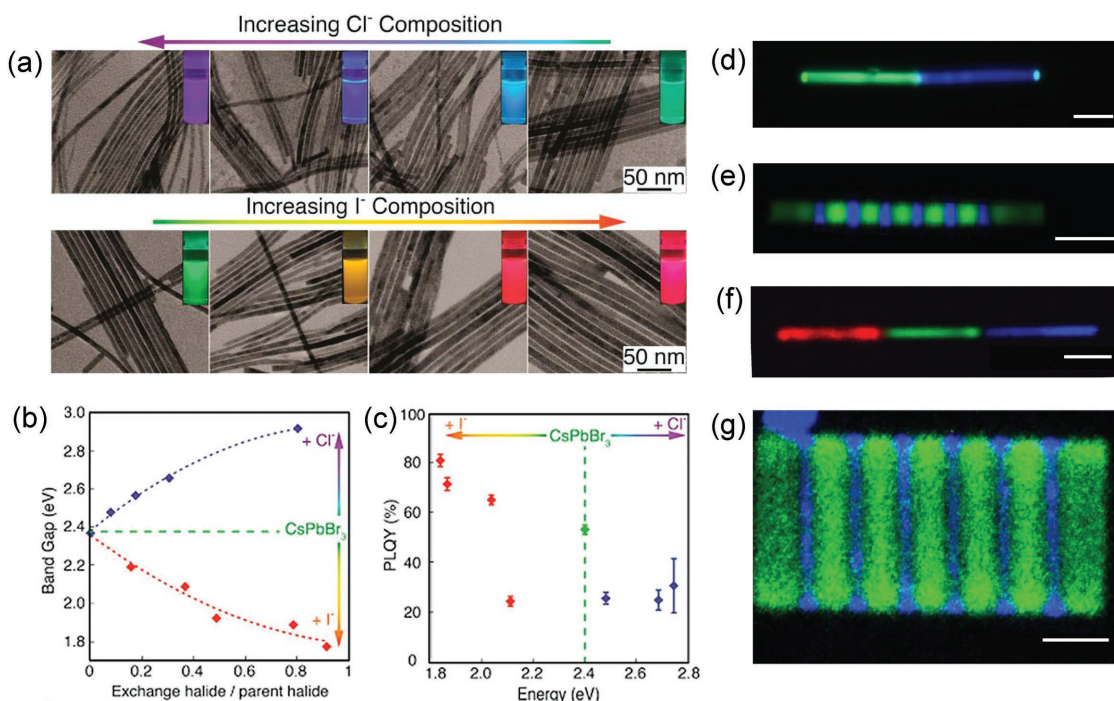 Increasing Cl⁻ Composition
(a)
50 nm
Increasing I⁻ Composition
50 nm
(b)
3.0
2.8
2.6
2.4
2.2
2.0
1.8
Band Gap (eV)
+ Cl⁻
CsPbBr₃
+ I⁻
0
0.2
0.4
0.6
0.8
1
Exchange halide / parent halide
(c)
100
80
60
40
20
0
PLQY (%)
+ I⁻
CsPbBr₃
+ Cl⁻
1.8
2.0
2.2
2.4
2.6
2.8
Energy (eV)
(d)
(e)
(f)
(g)